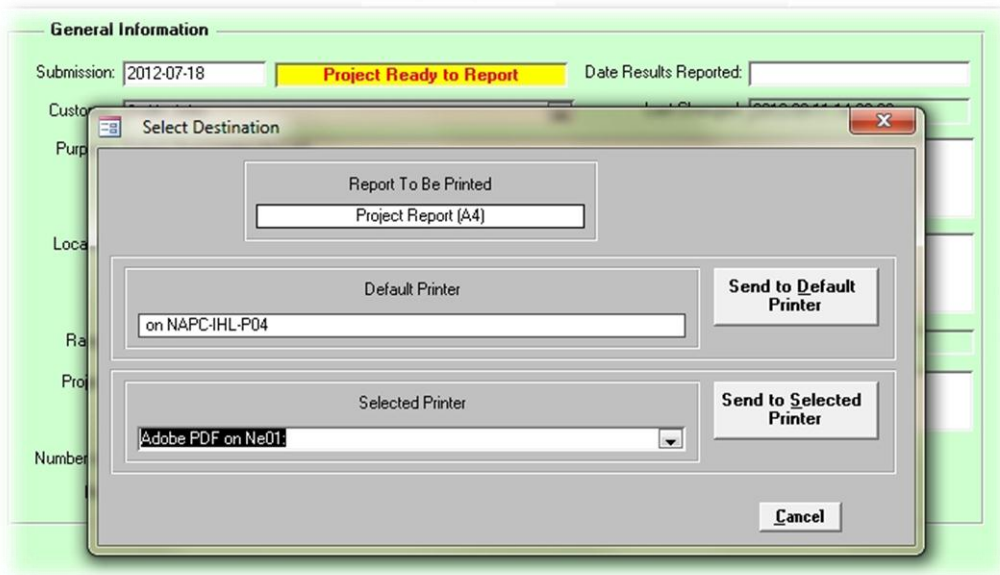 General Information
Submission: 2012-07-18 Project Ready to Report Date Results Reported:
Select Destination
Report To Be Printed
Project Report (A4)
Default Printer
on NAPC-IHL-P04
Send to Default
Printer
Selected Printer
Adobe PDF on Ne01:
Send to Selected
Printer
Number
Cancel